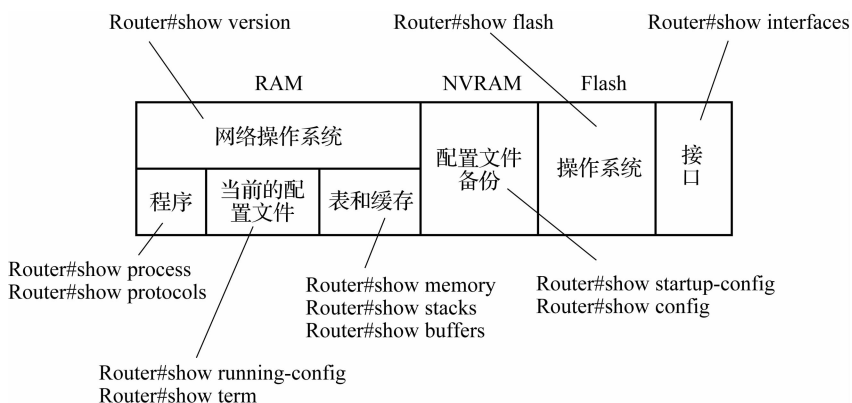 Router#show version
Router#show flash
Router#show interfaces
RAM
NVRAM
Flash
网络操作系统
配置文件
备份
操作系统
接
口
程序
当前的配
置文件
表和缓存
Router#show process
Router#show protocols
Router#show memory
Router#show stacks
Router#show buffers
Router#show startup-config
Router#show config
Router#show running-config
Router#show term